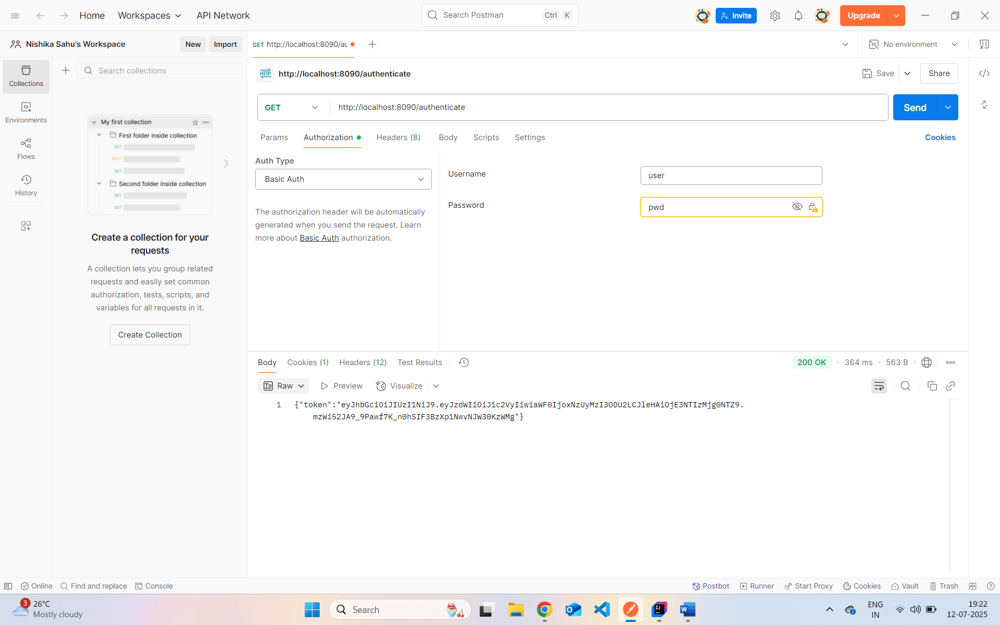 Home
Workspaces
API Network
Search Postman
Ctrl
K
Invite
Upgrade
Nishika Sahu's Workspace
New
Import
GET http://localhost:8090/au
No environment
Collections
Search collections
http://localhost:8090/authenticate
Save
Share
GET
http://localhost:8090/authenticate
Send
Environments
Flows
History
My first collection
First folder inside collection
GET
POST
GET
Second folder inside collection
GET
GET
Create a collection for your
requests
A collection lets you group related
requests and easily set common
authorization, tests, scripts, and
variables for all requests in it.
Create Collection
Params
Authorization
Headers (8)
Body
Scripts
Settings
Cookies
Auth Type
Basic Auth
The authorization header will be automatically
generated when you send the request. Learn
more about Basic Auth authorization.
Username
user
Password
pwd
Body
Cookies (1)
Headers (12)
Test Results
200 OK
364 ms
563 B
Raw
Preview
Visualize
1
{"token":"eyJhbGciOiJIUzI1NiJ9.eyJzdWIiOiJ1c2VyIiwiaWF0IjoxNzUyMzI3ODU2LCJleHAiOjE3NTIzMjg0NTZ9.
mzWi52JA9_9Pawf7K_n0hSIF3BzXp1NwvNJW30KzWMg"}
Online
Find and replace
Console
Postbot
Runner
Start Proxy
Cookies
Vault
Trash
3
26°C
Mostly cloudy
Search
ENG
IN
19:22
12-07-2025